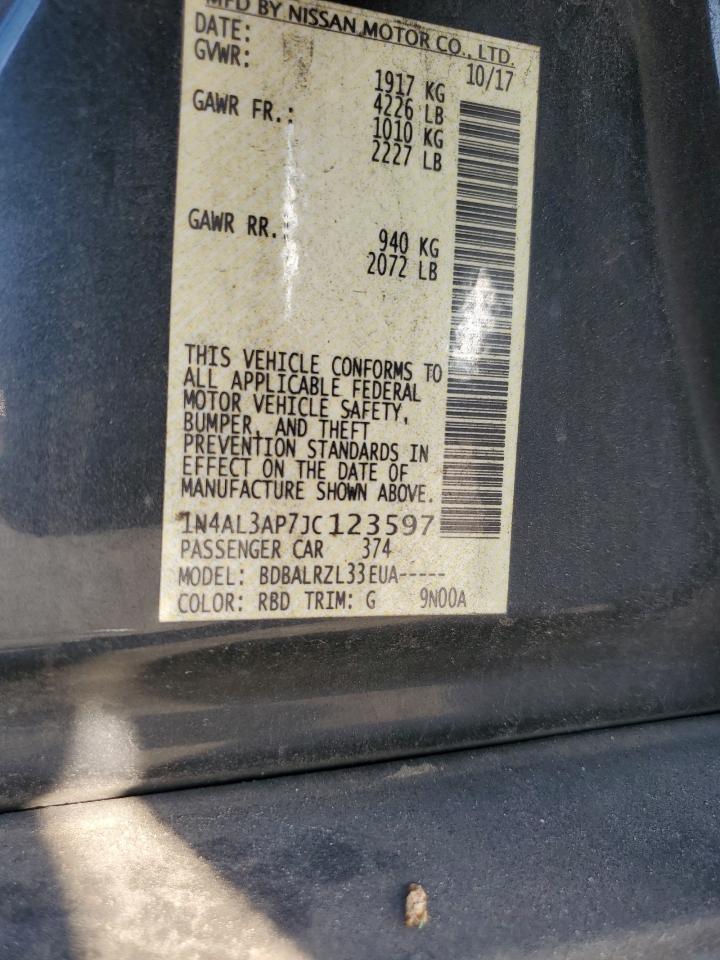 MFD BY NISSAN MOTOR CO., LTD.
DATE: 10/17
GVWR: 1917 KG
4226 LB
GAWR FR.: 1010 KG
2227 LB
GAWR RR.: 940 KG
2072 LB
THIS VEHICLE CONFORMS TO
ALL APPLICABLE FEDERAL
MOTOR VEHICLE SAFETY,
BUMPER, AND THEFT
PREVENTION STANDARDS IN
EFFECT ON THE DATE OF
MANUFACTURE SHOWN ABOVE.
1N4AL3AP7JC123597
PASSENGER CAR 374
MODEL: BDBALRZL33EUA-----
COLOR: RBD TRIM: G 9N00A